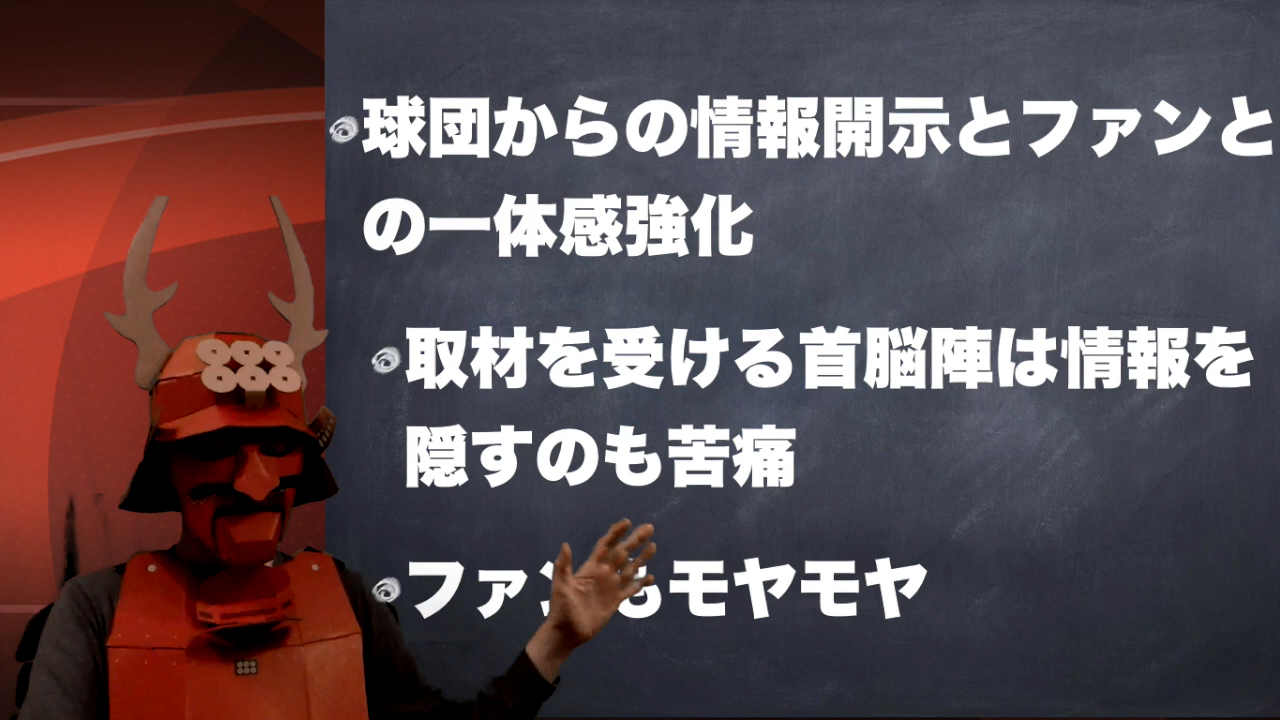 球団からの情報開示とファンと
の一体感強化
取材を受ける首脳陣は情報を
隠すのも苦痛
ファンもモヤモヤ